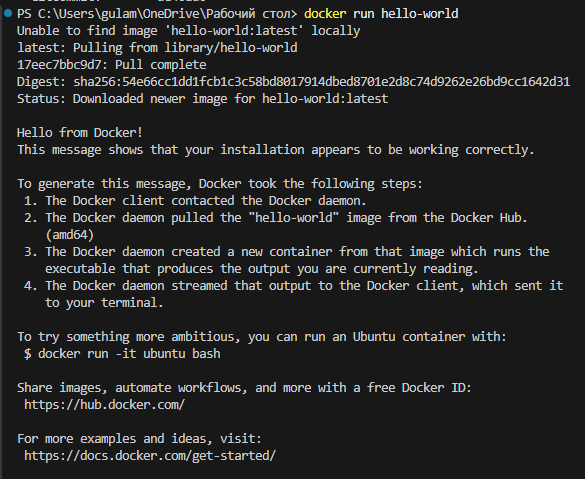 PS C:\Users\gulam\OneDrive\Рабочий стол> docker run hello-world
Unable to find image 'hello-world:latest' locally
latest: Pulling from library/hello-world
17eec7bbc9d7: Pull complete
Digest: sha256:54e66cc1dd1fcb1c3c58bd8017914dbed8701e2d8c74d9262e26bd9cc1642d31
Status: Downloaded newer image for hello-world:latest

Hello from Docker!
This message shows that your installation appears to be working correctly.

To generate this message, Docker took the following steps:
 1. The Docker client contacted the Docker daemon.
 2. The Docker daemon pulled the "hello-world" image from the Docker Hub.
    (amd64)
 3. The Docker daemon created a new container from that image which runs the
    executable that produces the output you are currently reading.
 4. The Docker daemon streamed that output to the Docker client, which sent it
    to your terminal.

To try something more ambitious, you can run an Ubuntu container with:
 $ docker run -it ubuntu bash

Share images, automate workflows, and more with a free Docker ID:
 https://hub.docker.com/

For more examples and ideas, visit:
 https://docs.docker.com/get-started/